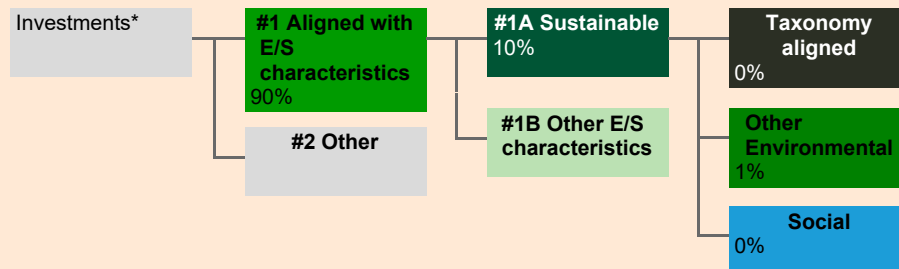 Investments*
#1 Aligned with
E/S
characteristics
90%
#2 Other
#1A Sustainable
10%
#1B Other E/S
characteristics
Taxonomy
aligned
0%
Other
Environmental
1%
Social
0%